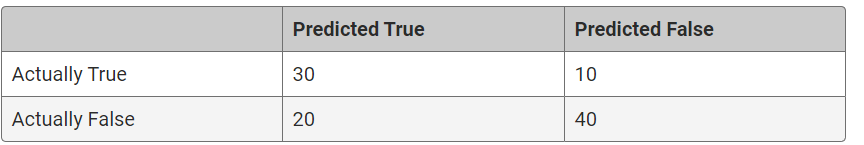 Predicted True Predicted False
Actually True 30 10
Actually False 20 40